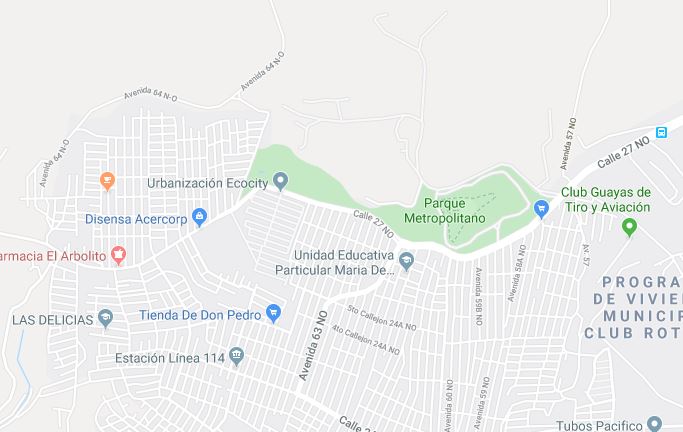 Avenida 64 N-O
Avenida 64 N-O
Avenida 64 N-O
Avenida 57 NO
Calle 27 NO
Urbanización Ecocity
Parque
Metropolitano
Club Guayas de
Tiro y Aviación
Disensa Acercorp
Calle 27 NO
armacia El Arbolito
Unidad Educativa
Particular Maria De...
Av. 57
Avenida 58A NO
Avenida 59B NO
PROGRA
DE VIVIE
MUNICIP
CLUB ROT
LAS DELICIAS
Tienda De Don Pedro
5to Callejon 24A NO
4to Callejon 24A NO
Avenida 63 NO
Estación Línea 114
Avenida 60 NO
Avenida 59
Calle 24
Tubos Pacifico